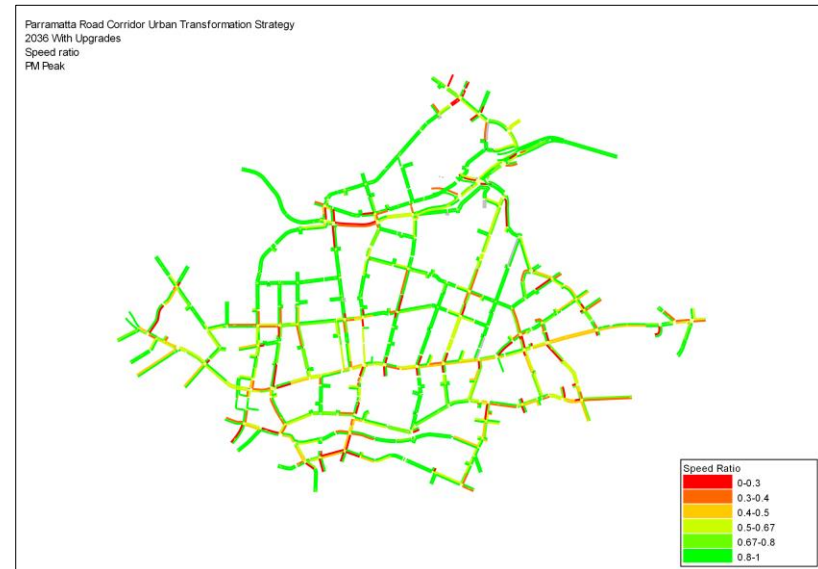 Parramatta Road Corridor Urban Transformation Strategy
2036 With Upgrades
Speed ratio
PM Peak
Speed Ratio
0-0.3
0.3-0.4
0.4-0.5
0.5-0.67
0.67-0.8
0.8-1